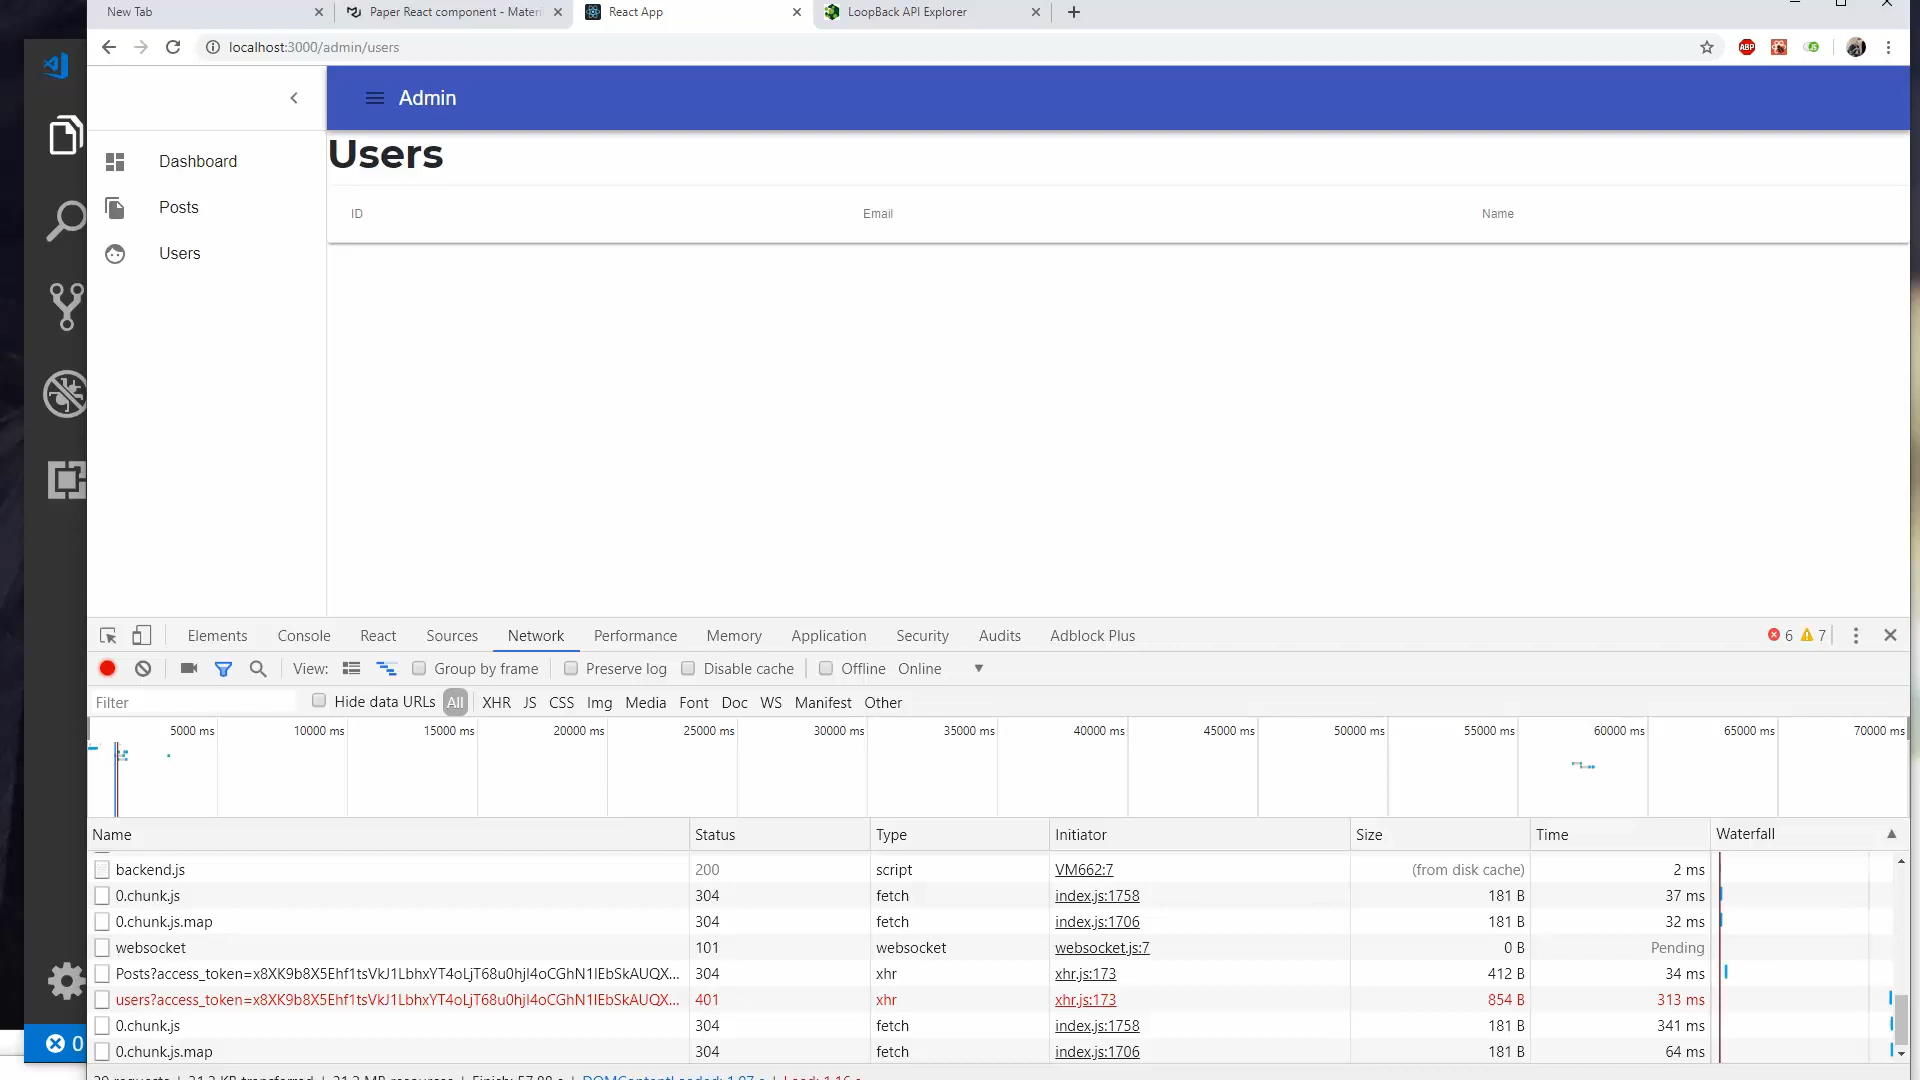 New Tab
Paper React component - Materi
React App
LoopBack API Explorer
localhost:3000/admin/users
ABP
Admin
Users
Dashboard
Posts
Users
ID Email Name
Elements Console React Sources Network Performance Memory Application Security Audits Adblock Plus 6 7
View: Group by frame Preserve log Disable cache Offline Online
Filter Hide data URLs All XHR JS CSS Img Media Font Doc WS Manifest Other
5000 ms 10000 ms 15000 ms 20000 ms 25000 ms 30000 ms 35000 ms 40000 ms 45000 ms 50000 ms 55000 ms 60000 ms 65000 ms 70000 ms
Name Status Type Initiator Size Time Waterfall
backend.js 200 script VM662:7 (from disk cache) 2 ms
0.chunk.js 304 fetch index.js:1758 181 B 37 ms
0.chunk.js.map 304 fetch index.js:1706 181 B 32 ms
websocket 101 websocket websocket.js:7 0 B Pending
Posts?access_token=x8XK9b8X5Ehf1tsVkJ1LbhxYT4oLjT68u0hjI4oCGhN1IEbSkAUQX... 304 xhr xhr.js:173 412 B 34 ms
users?access_token=x8XK9b8X5Ehf1tsVkJ1LbhxYT4oLjT68u0hjI4oCGhN1IEbSkAUQX... 401 xhr xhr.js:173 854 B 313 ms
0.chunk.js 304 fetch index.js:1758 181 B 341 ms
0.chunk.js.map 304 fetch index.js:1706 181 B 64 ms
0